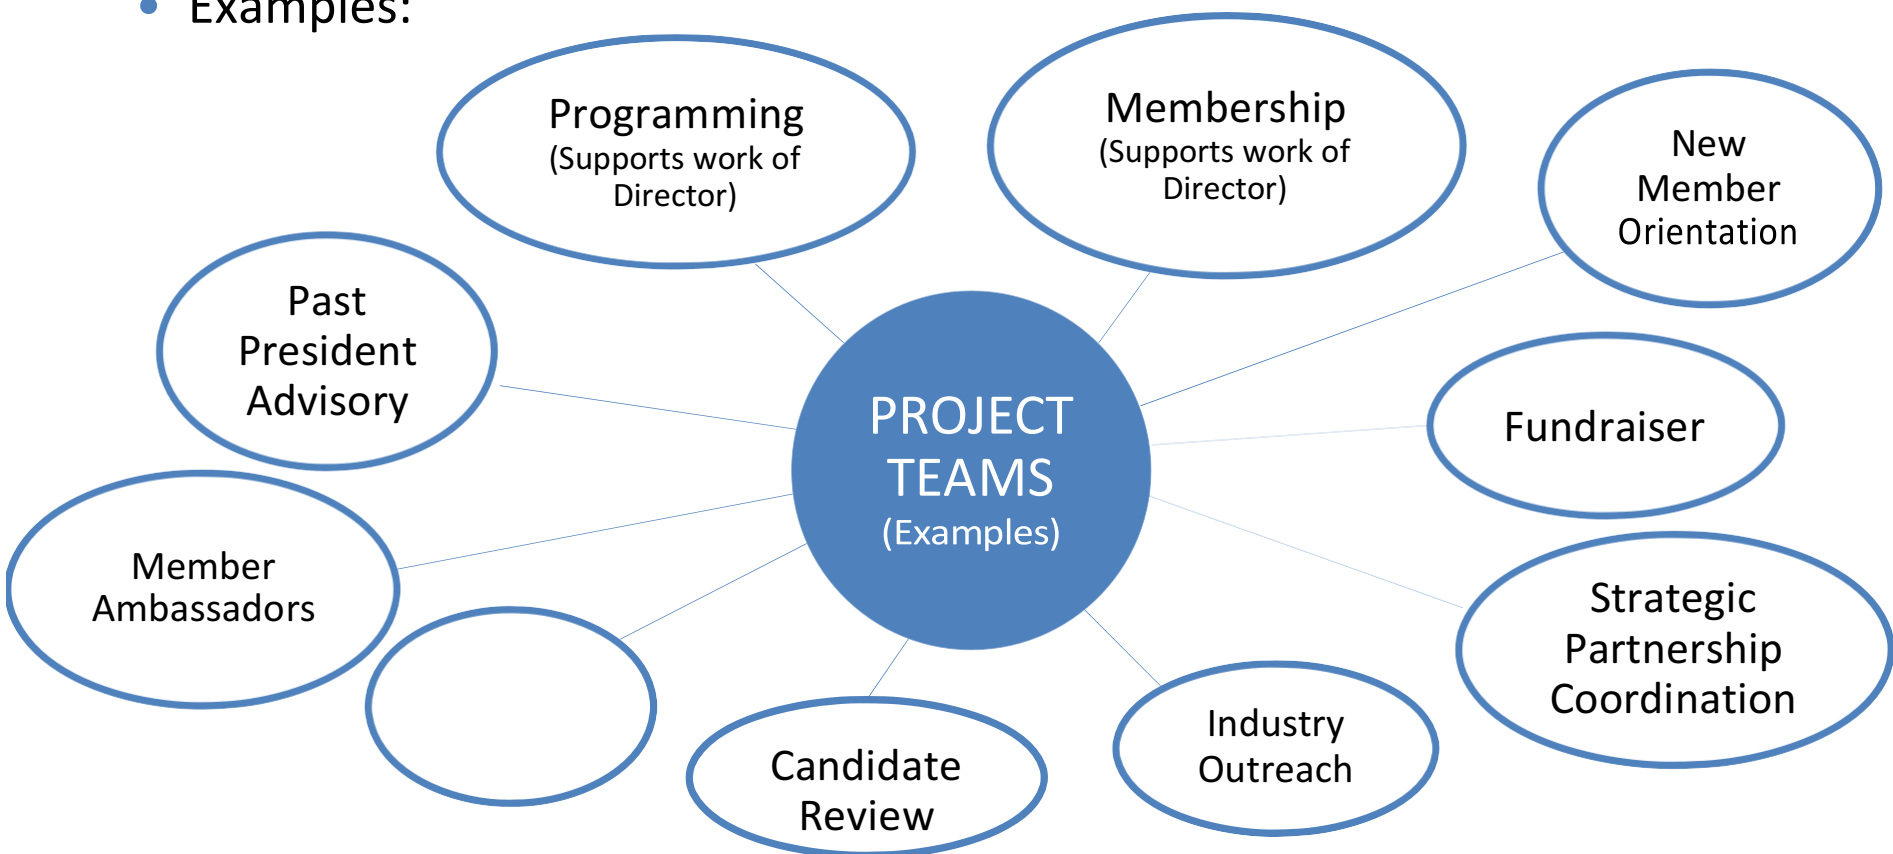 • Examples:
Programming
(Supports work of
Director)
Membership
(Supports work of
Director)
New
Member
Orientation
Past
President
Advisory
PROJECT
TEAMS
(Examples)
Fundraiser
Member
Ambassadors
Strategic
Partnership
Coordination
Industry
Outreach
Candidate
Review